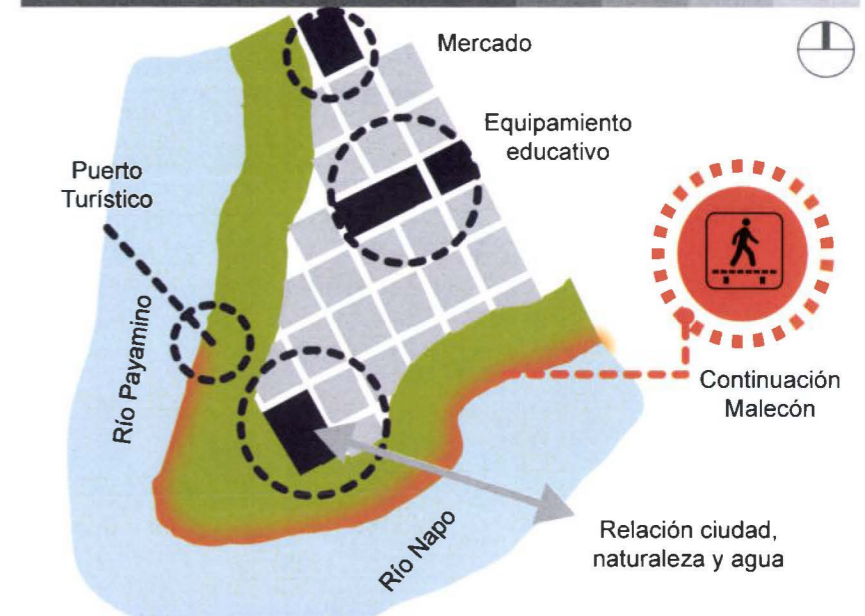 Mercado
Equipamiento
educativo
Puerto
Turístico
Río Payamino
Continuación
Malecón
Río Napo
Relación ciudad,
naturaleza y agua